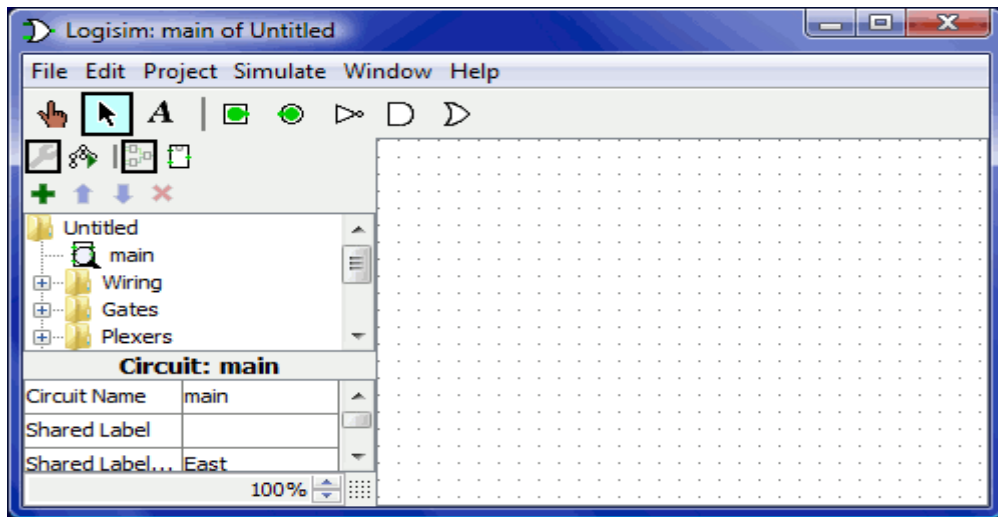 Logisim: main of Untitled
File Edit Project Simulate Window Help
A
Untitled
main
Wiring
Gates
Plexers
Circuit: main
Circuit Name main
Shared Label
Shared Label... East
100%